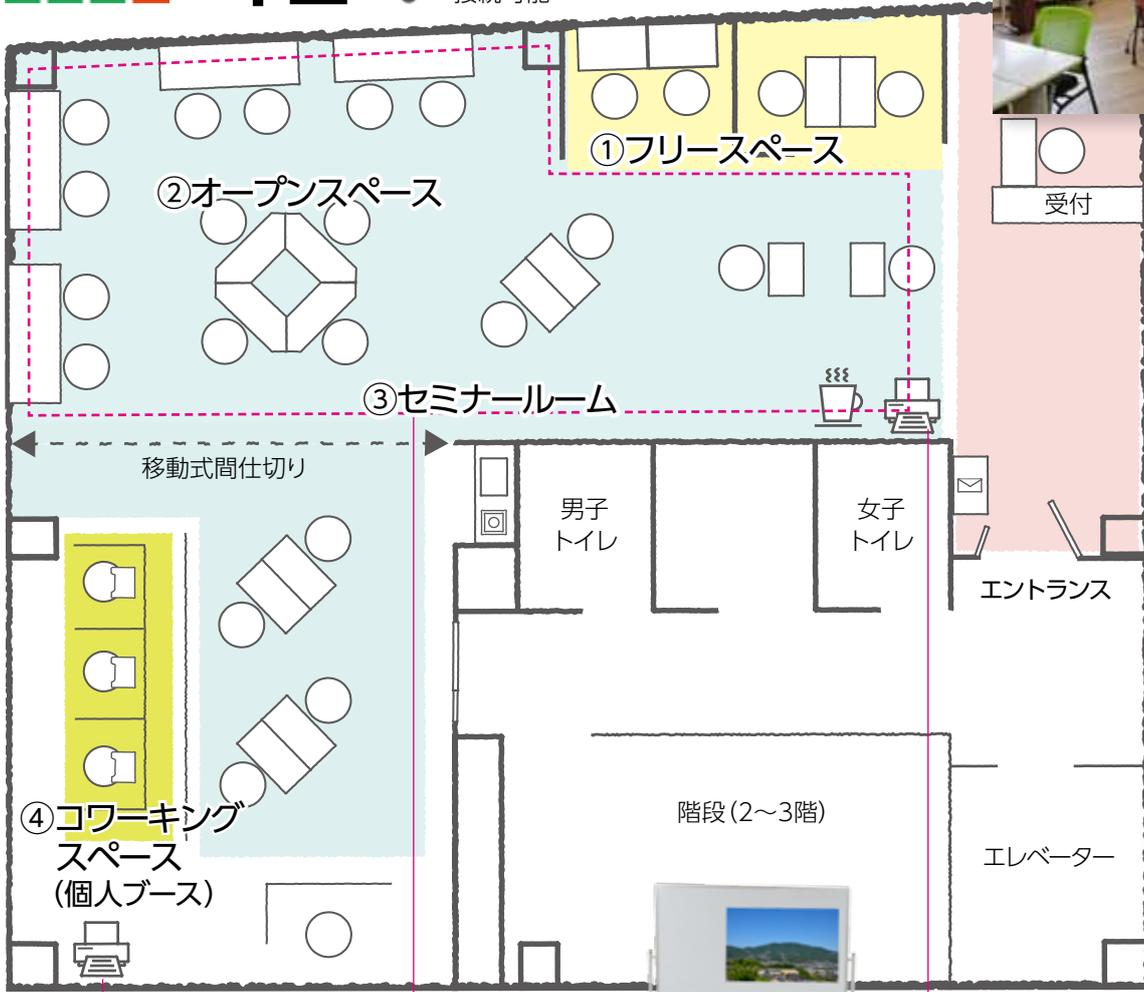 ①フリースペース
②オープンスペース
受付
③セミナールーム
移動式間仕切り
男子
トイレ
女子
トイレ
エントランス
階段(2〜3階)
④コワーキング
スペース
(個人ブース)
エレベーター